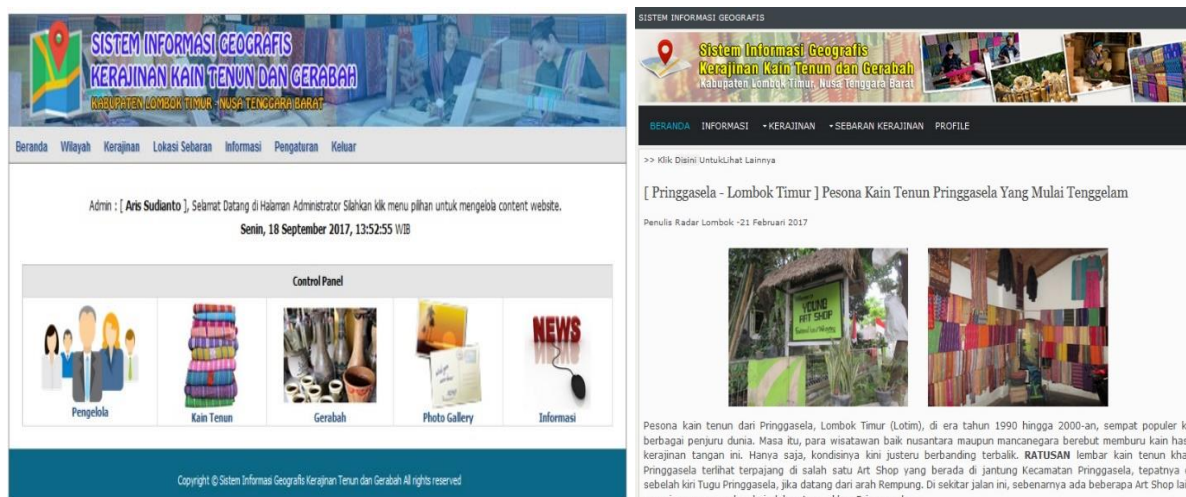 SISTEM INFORMASI GEOGRAFIS
KERAJINAN KAIN TENUN DAN GERABAH
KABUPATEN LOMBOK TIMUR - NUSA TENGGARA BARAT
Beranda Wilayah Kerajinan Lokasi Sebaran Informasi Pengaturan Keluar
Admin : [ Aris Sudianto ], Selamat Datang di Halaman Administrator Silahkan klik menu pilihan untuk mengelola content website.
Senin, 18 September 2017, 13:52:55 WIB
Control Panel
NEWS
Pengelola Kain Tenun Gerabah Photo Gallery Informasi
Copyright © Sistem Informasi Geografis Kerajinan Tenun dan Gerabah All rights reserved
SISTEM INFORMASI GEOGRAFIS
Sistem Informasi Geografis
Kerajinan Kain Tenun dan Gerabah
Kabupaten Lombok Timur, Nusa Tenggara Barat
BERANDA INFORMASI KERAJINAN SEBARAN KERAJINAN PROFILE
>> Klik Disini UntukLihat Lainnya
[ Pringgasela - Lombok Timur ] Pesona Kain Tenun Pringgasela Yang Mulai Tenggelam
Penulis Radar Lombok -21 Februari 2017
YOUNG
ART SHOP
Pesona kain tenun dari Pringgasela, Lombok Timur (Lotim), di era tahun 1990 hingga 2000-an, sempat populer k
berbagai penjuru dunia. Masa itu, para wisatawan baik nusantara maupun mancanegara berebut memburu kain has
kerajinan tangan ini. Hanya saja, kondisinya kini justeru berbanding terbalik. RATUSAN lembar kain tenun kha
Pringgasela terlihat terpajang di salah satu Art Shop yang berada di jantung Kecamatan Pringgasela, tepatnya
sebelah kiri Tugu Pringgasela, jika datang dari arah Rempung. Di sekitar jalan ini, sebenarnya ada beberapa Art Shop lai